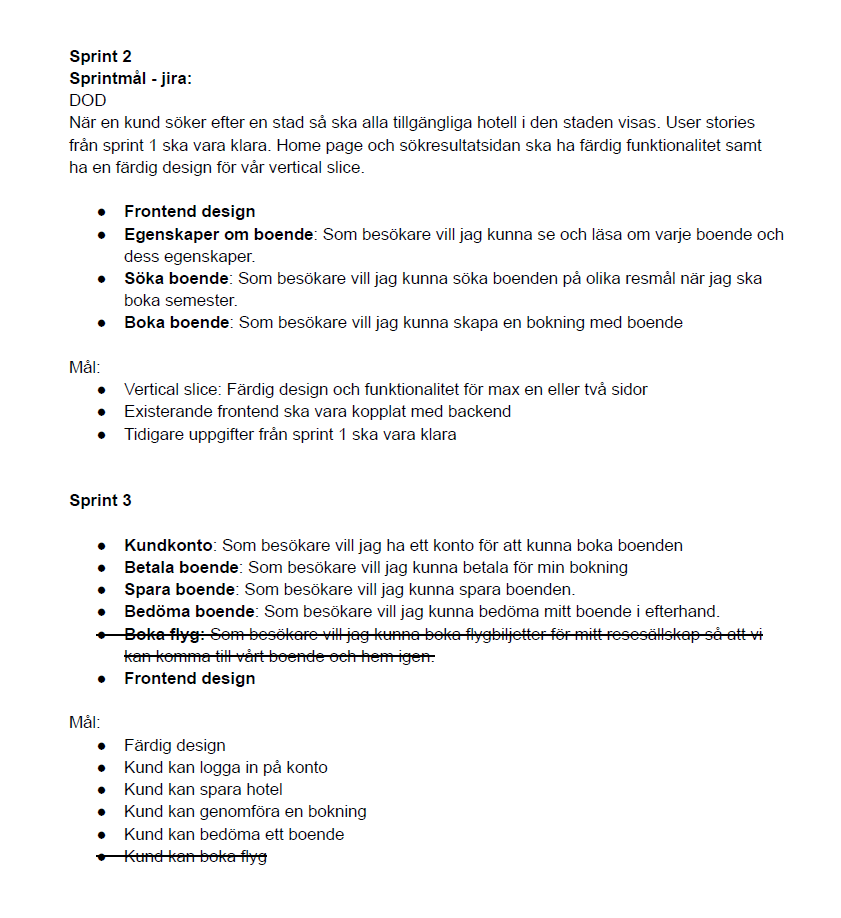 Sprint 2
Sprintmål - jira:
DOD
När en kund söker efter en stad så ska alla tillgängliga hotell i den staden visas. User stories
från sprint 1 ska vara klara. Home page och sökresultatsidan ska ha färdig funktionalitet samt
ha en färdig design för vår vertical slice.
● Frontend design
● Egenskaper om boende: Som besökare vill jag kunna se och läsa om varje boende och
dess egenskaper.
● Söka boende: Som besökare vill jag kunna söka boenden på olika resmål när jag ska
boka semester.
● Boka boende: Som besökare vill jag kunna skapa en bokning med boende
Mål:
● Vertical slice: Färdig design och funktionalitet för max en eller två sidor
● Existerande frontend ska vara kopplat med backend
● Tidigare uppgifter från sprint 1 ska vara klara
Sprint 3
● Kundkonto: Som besökare vill jag ha ett konto för att kunna boka boenden
● Betala boende: Som besökare vill jag kunna betala för min bokning
● Spara boende: Som besökare vill jag kunna spara boenden.
● Bedöma boende: Som besökare vill jag kunna bedöma mitt boende i efterhand.
● Boka flyg: Som besökare vill jag kunna boka flygbiljetter för mitt resesällskap så att vi
kan komma till vårt boende och hem igen.
● Frontend design
Mål:
● Färdig design
● Kund kan logga in på konto
● Kund kan spara hotel
● Kund kan genomföra en bokning
● Kund kan bedöma ett boende
● Kund kan boka flyg